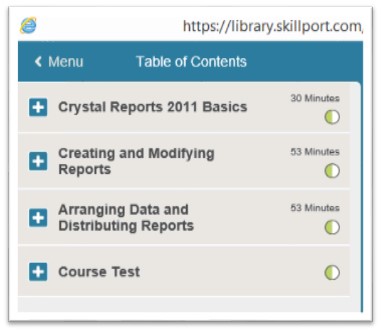 https://library.skillport.com,
Menu Table of Contents
Crystal Reports 2011 Basics 30 Minutes
Creating and Modifying 53 Minutes
Reports
Arranging Data and 53 Minutes
Distributing Reports
Course Test